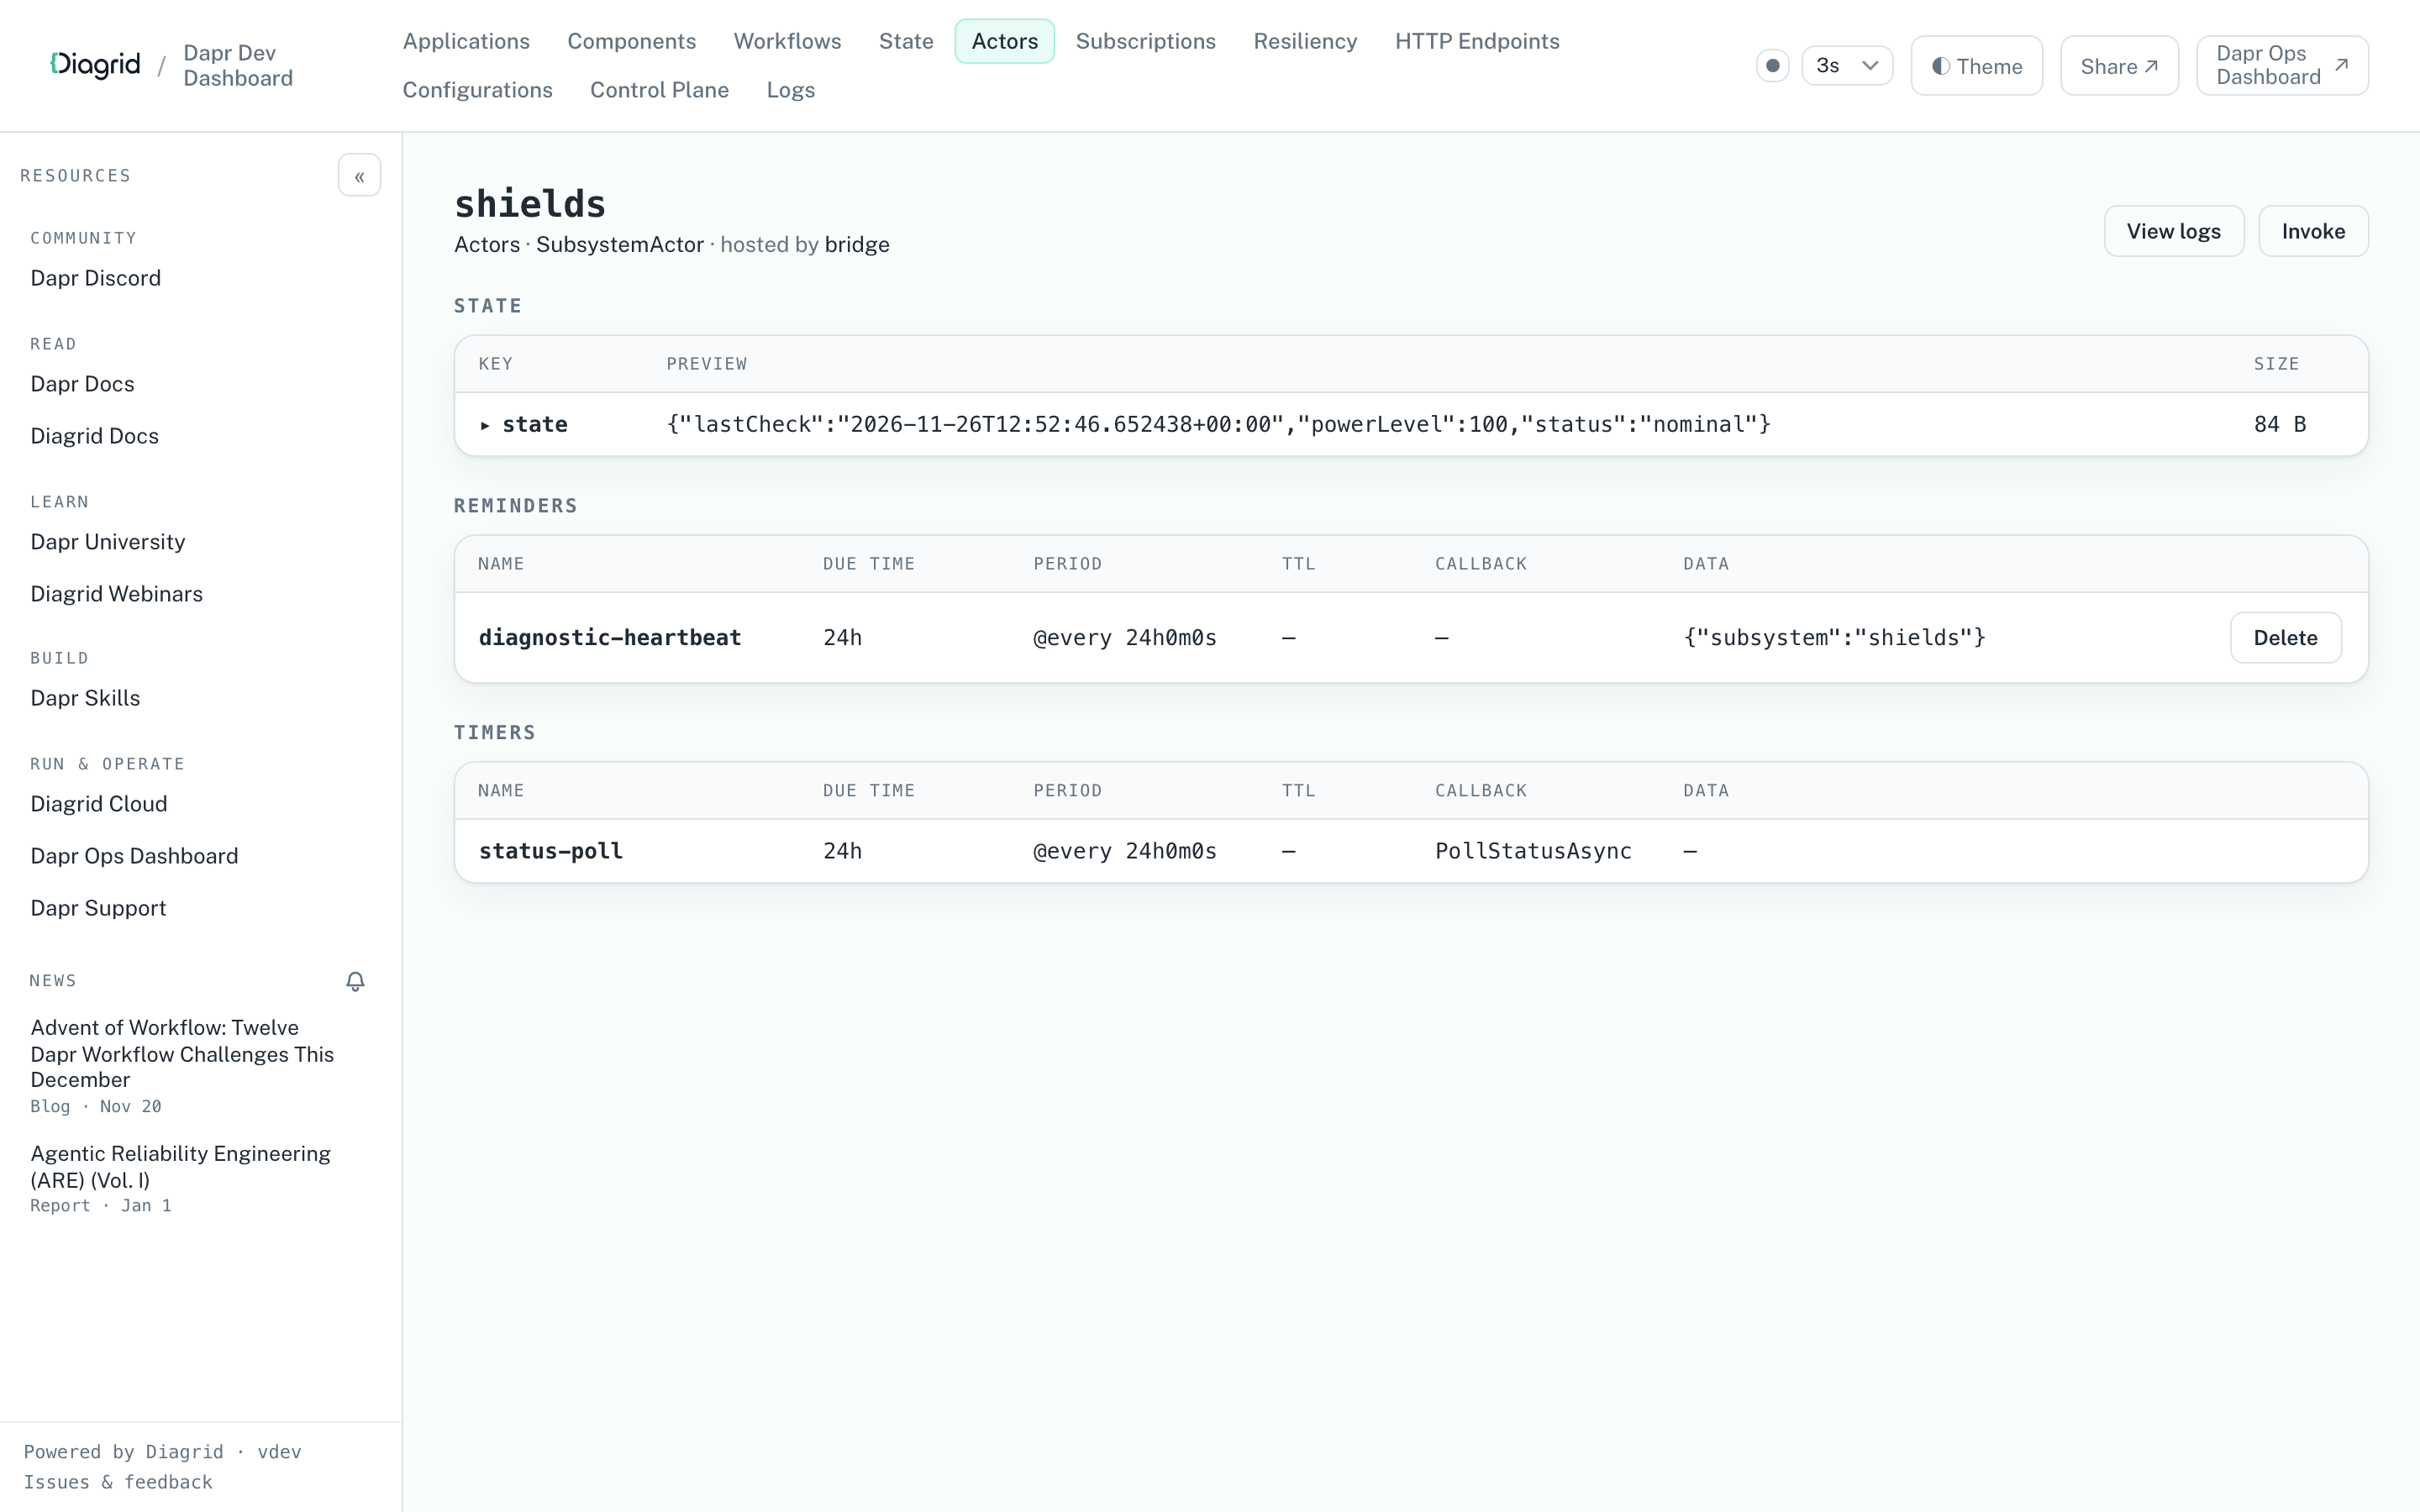 Diagrid / Dapr Dev Dashboard
Applications Components Workflows State Actors Subscriptions Resiliency HTTP Endpoints
Configurations Control Plane Logs
3s Theme Share ↗ Dapr Ops Dashboard ↗
RESOURCES «
COMMUNITY
Dapr Discord
READ
Dapr Docs
Diagrid Docs
LEARN
Dapr University
Diagrid Webinars
BUILD
Dapr Skills
RUN & OPERATE
Diagrid Cloud
Dapr Ops Dashboard
Dapr Support
NEWS
Advent of Workflow: Twelve
Dapr Workflow Challenges This
December
Blog · Nov 20
Agentic Reliability Engineering
(ARE) (Vol. I)
Report · Jan 1
Powered by Diagrid · vdev
Issues & feedback
shields
Actors · SubsystemActor · hosted by bridge
View logs Invoke
STATE
KEY PREVIEW SIZE
▸ state {"lastCheck":"2026-11-26T12:52:46.652438+00:00","powerLevel":100,"status":"nominal"} 84 B
REMINDERS
NAME DUE TIME PERIOD TTL CALLBACK DATA
diagnostic-heartbeat 24h @every 24h0m0s — — {"subsystem":"shields"} Delete
TIMERS
NAME DUE TIME PERIOD TTL CALLBACK DATA
status-poll 24h @every 24h0m0s — PollStatusAsync —